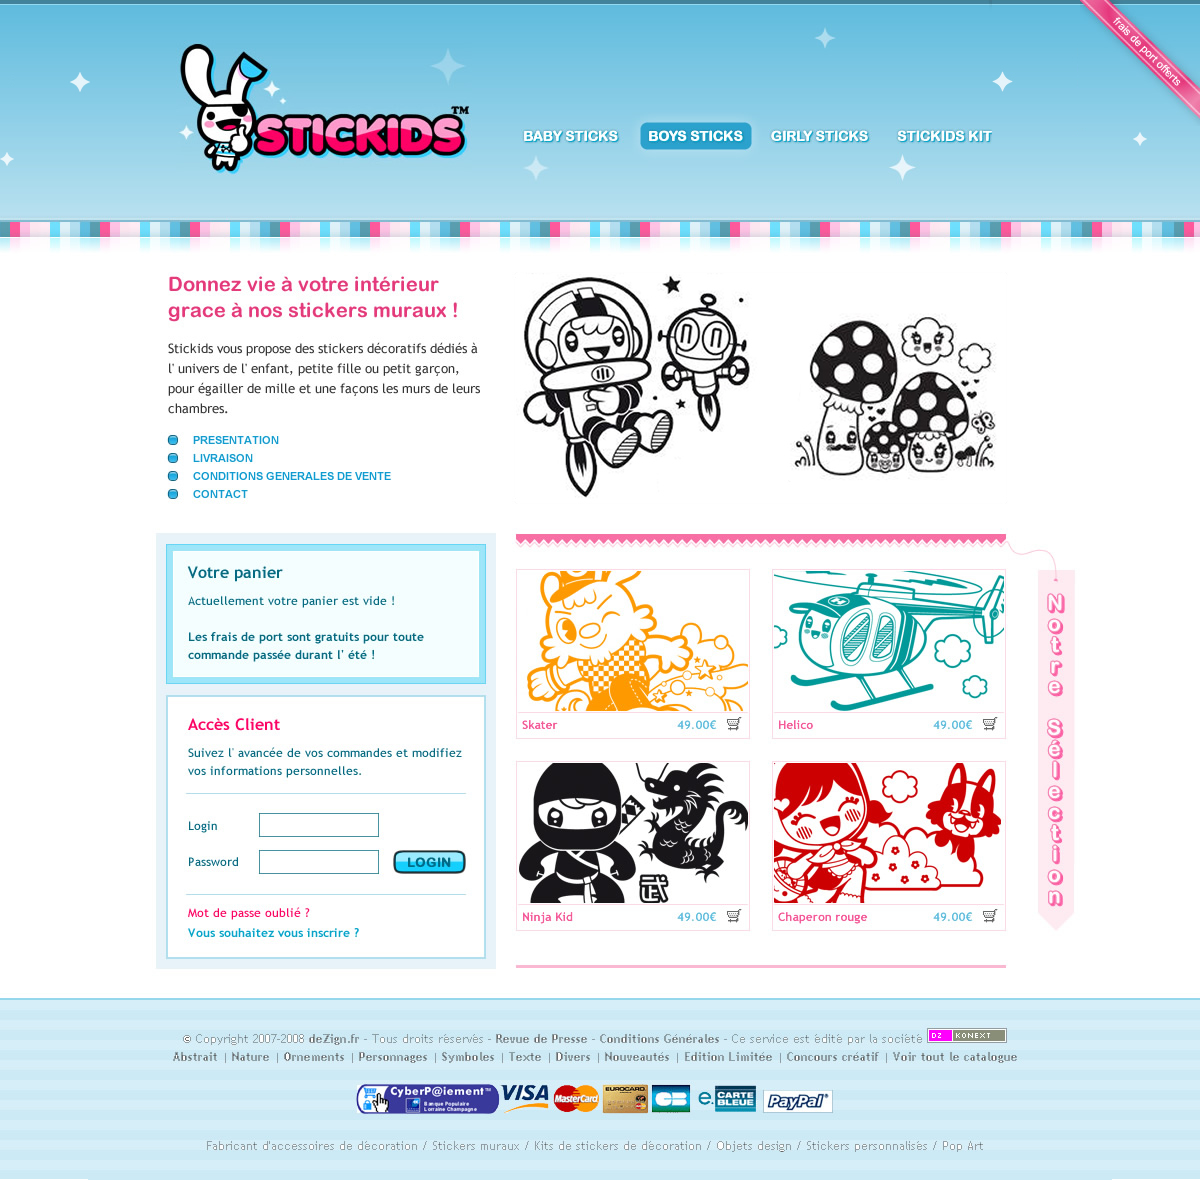 frais de port offerts
STICKIDS™
BABY STICKS BOYS STICKS GIRLY STICKS STICKIDS KIT
Donnez vie à votre intérieur
grace à nos stickers muraux !
Stickids vous propose des stickers décoratifs dédiés à
l' univers de l' enfant, petite fille ou petit garçon,
pour égailler de mille et une façons les murs de leurs
chambres.
PRESENTATION
LIVRAISON
CONDITIONS GENERALES DE VENTE
CONTACT
Votre panier
Actuellement votre panier est vide !
Les frais de port sont gratuits pour toute
commande passée durant l' été !
Accès Client
Suivez l' avancée de vos commandes et modifiez
vos informations personnelles.
Login
Password LOGIN
Mot de passe oublié ?
Vous souhaitez vous inscrire ?
Skater 49.00€
Helico 49.00€
武
Ninja Kid 49.00€
Chaperon rouge 49.00€
Notre Sélection
© Copyright 2007-2008 deZign.fr - Tous droits réservés - Revue de Presse - Conditions Générales - Ce service est édité par la société DZ KONEXT
Abstrait | Nature | Ornements | Personnages | Symboles | Texte | Divers | Nouveautés | Edition Limitée | Concours créatif | Voir tout le catalogue
CyberP@iement™ Banque Populaire Lorraine Champagne VISA MasterCard EUROCARD CB e. CARTE BLEUE PayPal
Fabricant d'accessoires de décoration / Stickers muraux / Kits de stickers de décoration / Objets design / Stickers personnalisés / Pop Art